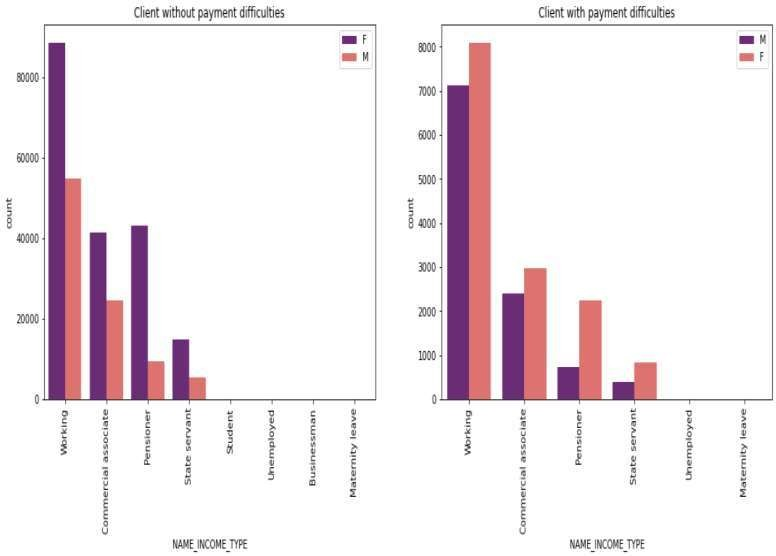 Client without payment difficulties
F
M
80000
60000
40000
20000
0
count
Working
Commercial associate
Pensioner
State servant
Student
Unemployed
Businessman
Maternity leave
NAME_INCOME_TYPE
Client with payment difficulties
M
F
8000
7000
6000
5000
4000
3000
2000
1000
0
count
Working
Commercial associate
Pensioner
State servant
Unemployed
Maternity leave
NAME_INCOME_TYPE